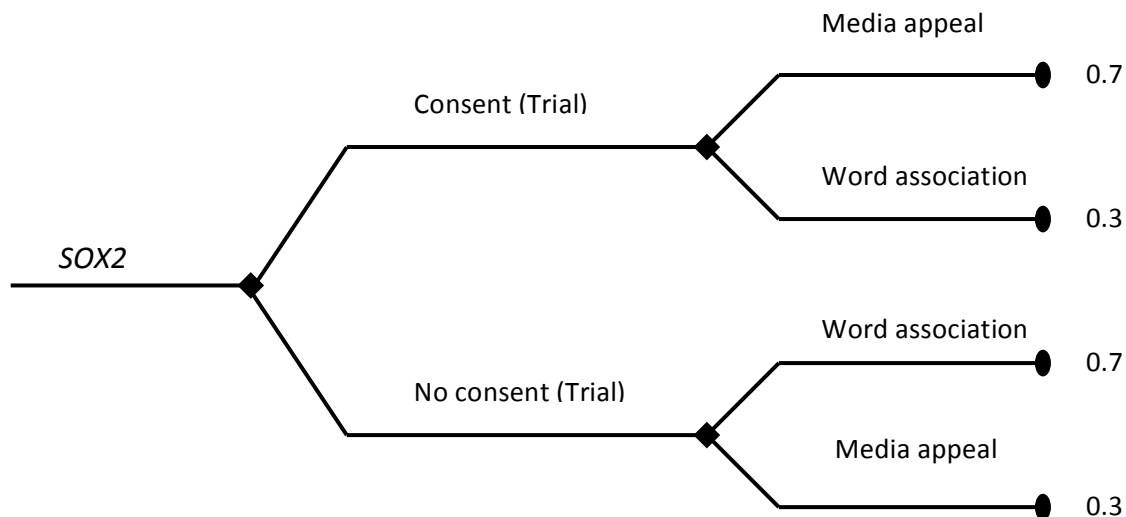 Media appeal
0.7
Consent (Trial)
Word association
0.3
SOX2
Word association
0.7
No consent (Trial)
Media appeal
0.3